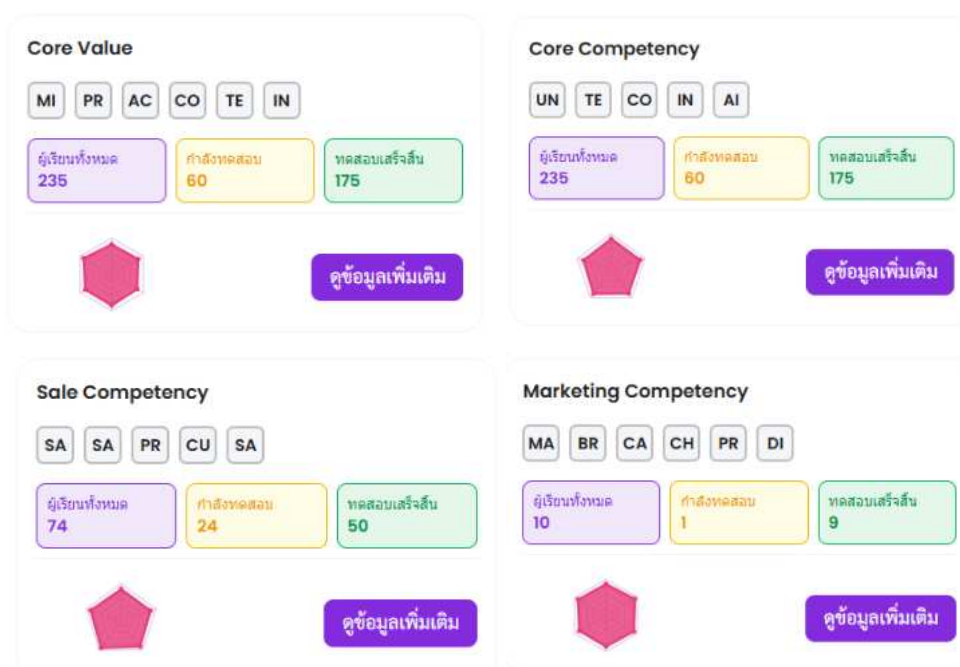 Core Value
MI PR AC CO TE IN
ผู้เรียนทั้งหมด กำลังทดสอบ ทดสอบเสร็จสิ้น
235 60 175
ดูข้อมูลเพิ่มเติม
Core Competency
UN TE CO IN AI
ผู้เรียนทั้งหมด กำลังทดสอบ ทดสอบเสร็จสิ้น
235 60 175
ดูข้อมูลเพิ่มเติม
Sale Competency
SA SA PR CU SA
ผู้เรียนทั้งหมด กำลังทดสอบ ทดสอบเสร็จสิ้น
74 24 50
ดูข้อมูลเพิ่มเติม
Marketing Competency
MA BR CA CH PR DI
ผู้เรียนทั้งหมด กำลังทดสอบ ทดสอบเสร็จสิ้น
10 1 9
ดูข้อมูลเพิ่มเติม